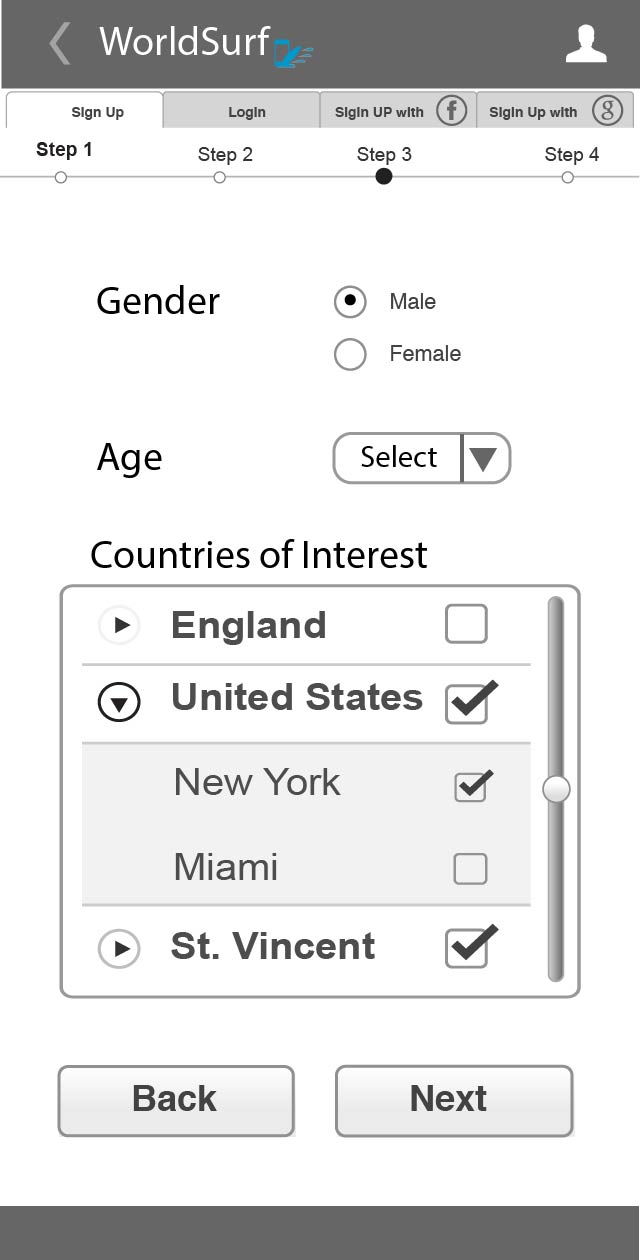 WorldSurf
Sign Up
Login
Sign UP with f
Sign Up with g
Step 1
Step 2
Step 3
Step 4
Gender
Male
Female
Age
Select
Countries of Interest
England
United States
New York
Miami
St. Vincent
Back
Next